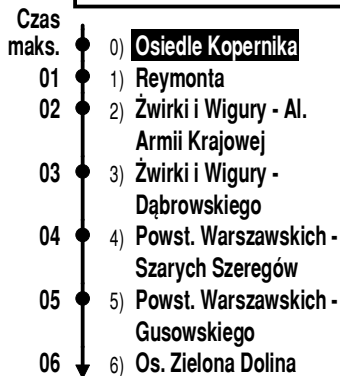 Czas
maks. 0) Osiedle Kopernika
01 1) Reymonta
02 2) Żwirki i Wigury - Al.
Armii Krajowej
03 3) Żwirki i Wigury -
Dąbrowskiego
04 4) Powst. Warszawskich -
Szarych Szeregów
05 5) Powst. Warszawskich -
Gusowskiego
06 6) Os. Zielona Dolina